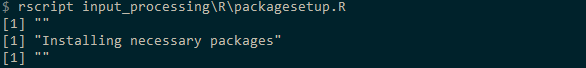 $ rscript input_processing\R\packagesetup.R
[1] ""
[1] "Installing necessary packages"
[1] ""